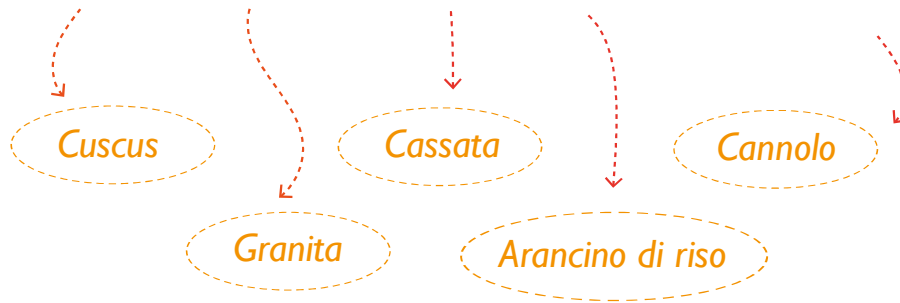 Cuscus
Cassata
Cannolo
Granita
Arancino di riso